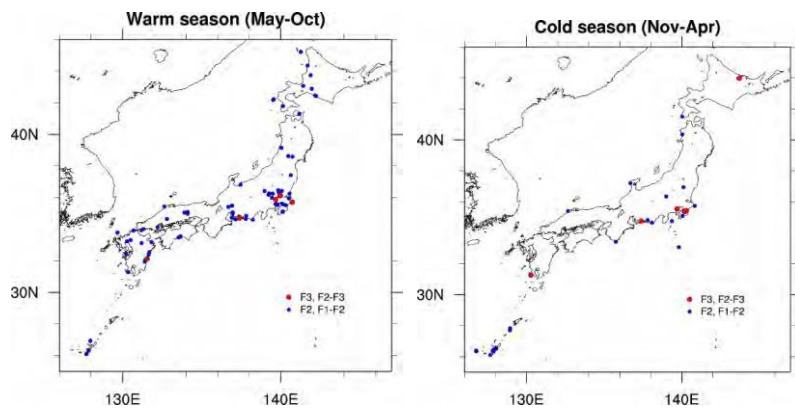 Warm season (May-Oct)
40N
30N
F3, F2-F3
F2, F1-F2
130E
140E
Cold season (Nov-Apr)
40N
30N
F3, F2-F3
F2, F1-F2
130E
140E